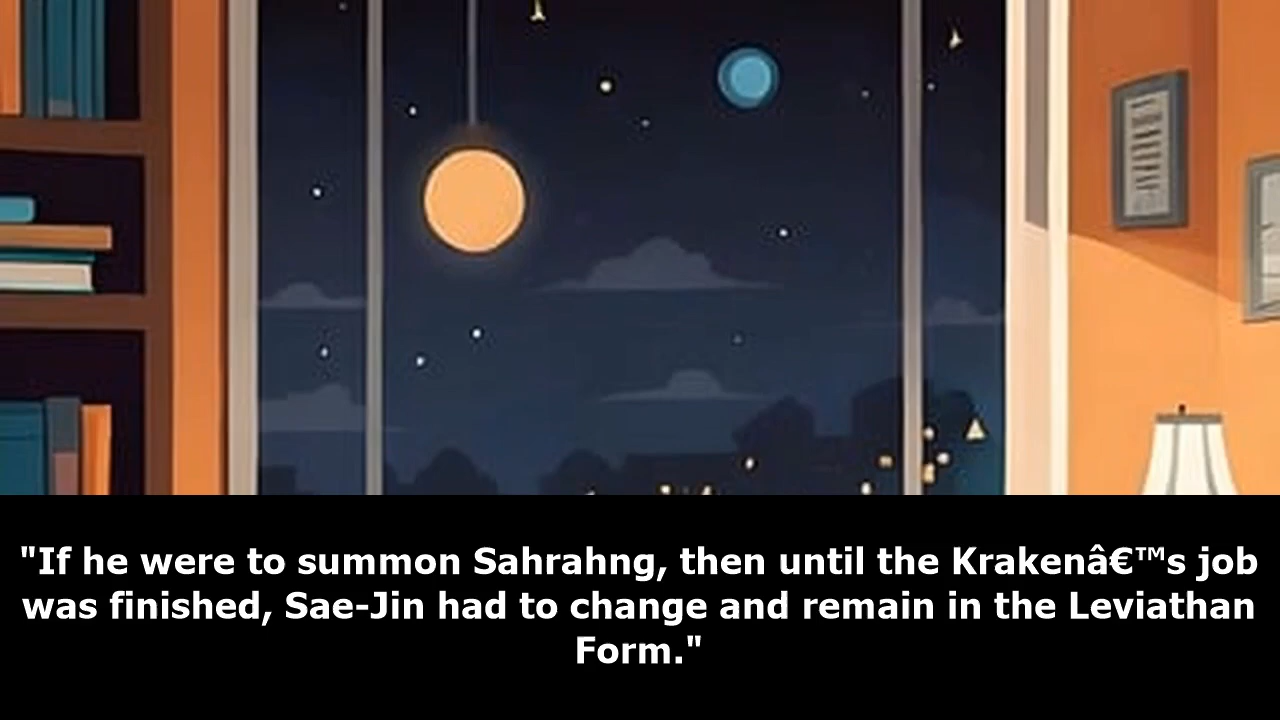 "If he were to summon Sahrahng, then until the Krakenâ€™s job
was finished, Sae-Jin had to change and remain in the Leviathan
Form."